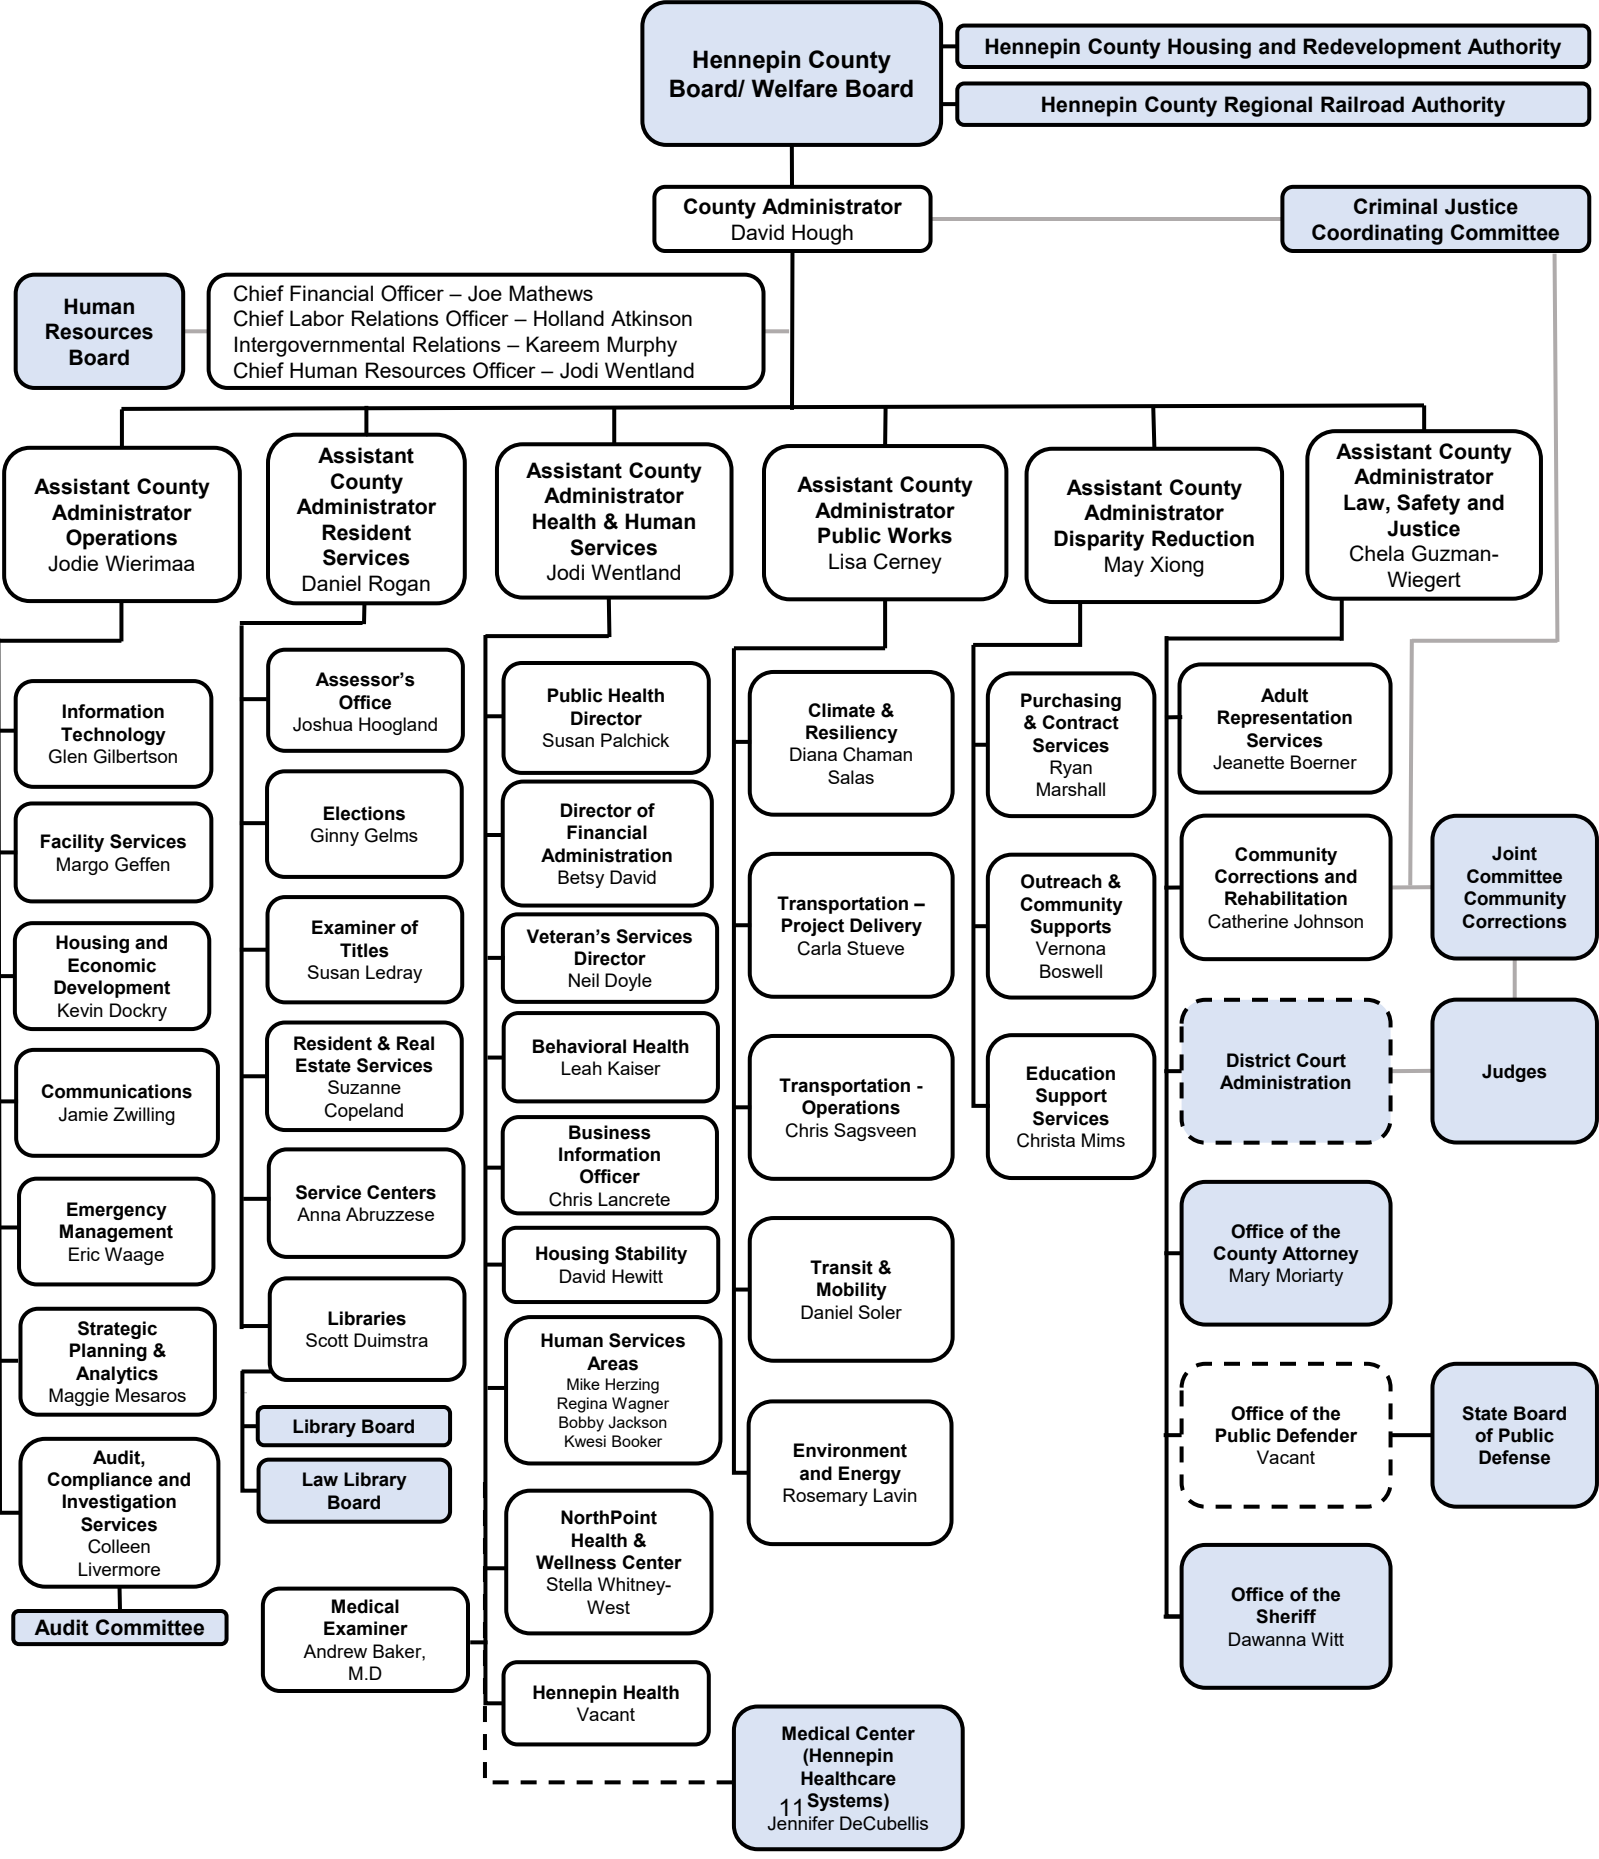 Hennepin County
Board/ Welfare Board
Hennepin County Housing and Redevelopment Authority
Hennepin County Regional Railroad Authority
County Administrator
David Hough
Criminal Justice
Coordinating Committee
Human
Resources
Board
Chief Financial Officer – Joe Mathews
Chief Labor Relations Officer – Holland Atkinson
Intergovernmental Relations – Kareem Murphy
Chief Human Resources Officer – Jodi Wentland
Assistant County
Administrator
Operations
Jodie Wierimaa
Assistant
County
Administrator
Resident
Services
Daniel Rogan
Assistant County
Administrator
Health & Human
Services
Jodi Wentland
Assistant County
Administrator
Public Works
Lisa Cerney
Assistant County
Administrator
Disparity Reduction
May Xiong
Assistant County
Administrator
Law, Safety and
Justice
Chela Guzman-
Wiegert
Information
Technology
Glen Gilbertson
Facility Services
Margo Geffen
Housing and
Economic
Development
Kevin Dockry
Communications
Jamie Zwilling
Emergency
Management
Eric Waage
Strategic
Planning &
Analytics
Maggie Mesaros
Audit,
Compliance and
Investigation
Services
Colleen
Livermore
Audit Committee
Assessor’s
Office
Joshua Hoogland
Elections
Ginny Gelms
Examiner of
Titles
Susan Ledray
Resident & Real
Estate Services
Suzanne
Copeland
Service Centers
Anna Abruzzese
Libraries
Scott Duimstra
Library Board
Law Library
Board
Medical
Examiner
Andrew Baker,
M.D
Public Health
Director
Susan Palchick
Director of
Financial
Administration
Betsy David
Veteran’s Services
Director
Neil Doyle
Behavioral Health
Leah Kaiser
Business
Information
Officer
Chris Lancrete
Housing Stability
David Hewitt
Human Services
Areas
Mike Herzing
Regina Wagner
Bobby Jackson
Kwesi Booker
NorthPoint
Health &
Wellness Center
Stella Whitney-
West
Hennepin Health
Vacant
Medical Center
(Hennepin
Healthcare
Systems)
Jennifer DeCubellis
Climate &
Resiliency
Diana Chaman
Salas
Transportation –
Project Delivery
Carla Stueve
Transportation -
Operations
Chris Sagsveen
Transit &
Mobility
Daniel Soler
Environment
and Energy
Rosemary Lavin
Purchasing
& Contract
Services
Ryan
Marshall
Outreach &
Community
Supports
Vernona
Boswell
Education
Support
Services
Christa Mims
Adult
Representation
Services
Jeanette Boerner
Community
Corrections and
Rehabilitation
Catherine Johnson
Joint
Committee
Community
Corrections
District Court
Administration
Judges
Office of the
County Attorney
Mary Moriarty
Office of the
Public Defender
Vacant
State Board
of Public
Defense
Office of the
Sheriff
Dawanna Witt
11